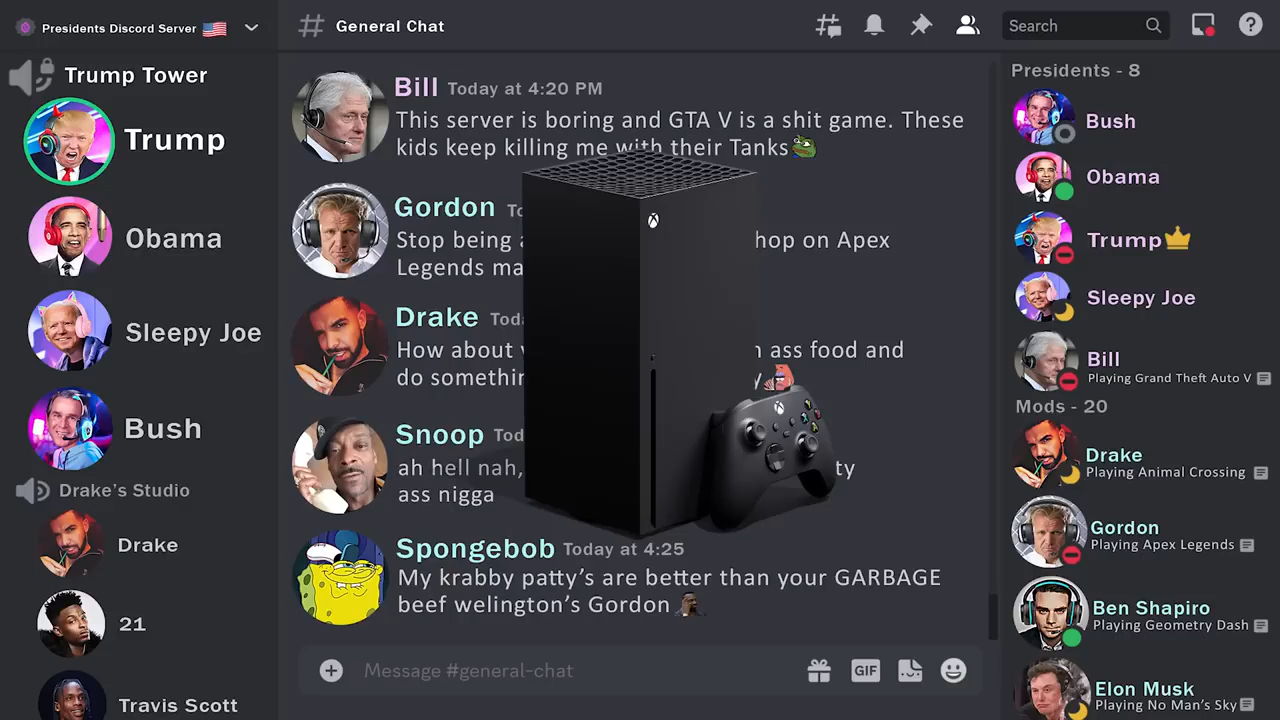 Presidents Discord Server
Trump Tower
Trump
Obama
Sleepy Joe
Bush
Drake's Studio
Drake
21
Travis Scott
General Chat
Search
Bill Today at 4:20 PM
This server is boring and GTA V is a shit game. These
kids keep killing me with their Tanks
Gordon
Stop being hop on Apex
Legends
Drake
How about ass food and
do
Snoop
ah hell nah,
ass nigga
Spongebob Today at 4:25
My krabby patty's are better than your GARBAGE
beef welington's Gordon
Message #general-chat
GIF
Presidents - 8
Bush
Obama
Trump
Sleepy Joe
Bill
Playing Grand Theft Auto V
Mods - 20
Drake
Playing Animal Crossing
Gordon
Playing Apex Legends
Ben Shapiro
Playing Geometry Dash
Elon Musk
Playing No Man's Sky